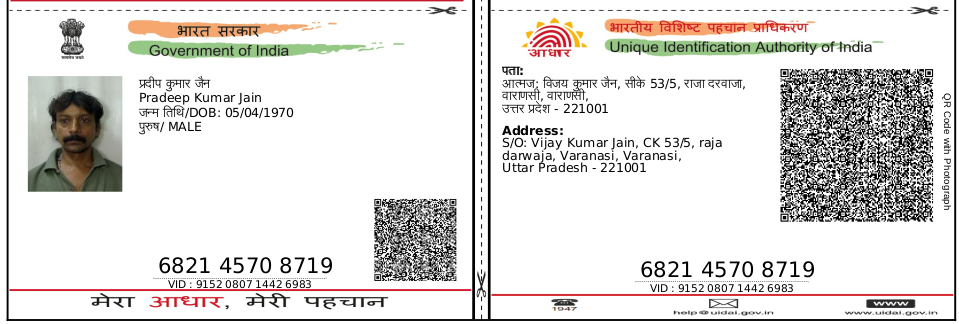 भारत सरकार
Government of India
प्रदीप कुमार जैन
Pradeep Kumar Jain
जन्म तिथि/DOB: 05/04/1970
पुरुष/ MALE
6821 4570 8719
VID : 9152 0807 1442 6983
मेरा आधार, मेरी पहचान
भारतीय विशिष्ट पहचान प्राधिकरण
Unique Identification Authority of India
आधार
पता:
आत्मज: विजय कुमार जैन, सीके 53/5, राजा दरवाजा,
वाराणसी, वाराणसी,
उत्तर प्रदेश - 221001
Address:
S/O: Vijay Kumar Jain, CK 53/5, raja
darwaja, Varanasi, Varanasi,
Uttar Pradesh - 221001
QR Code with Photograph
6821 4570 8719
VID : 9152 0807 1442 6983
1947
help@uidai.gov.in
www
www.uidai.gov.in